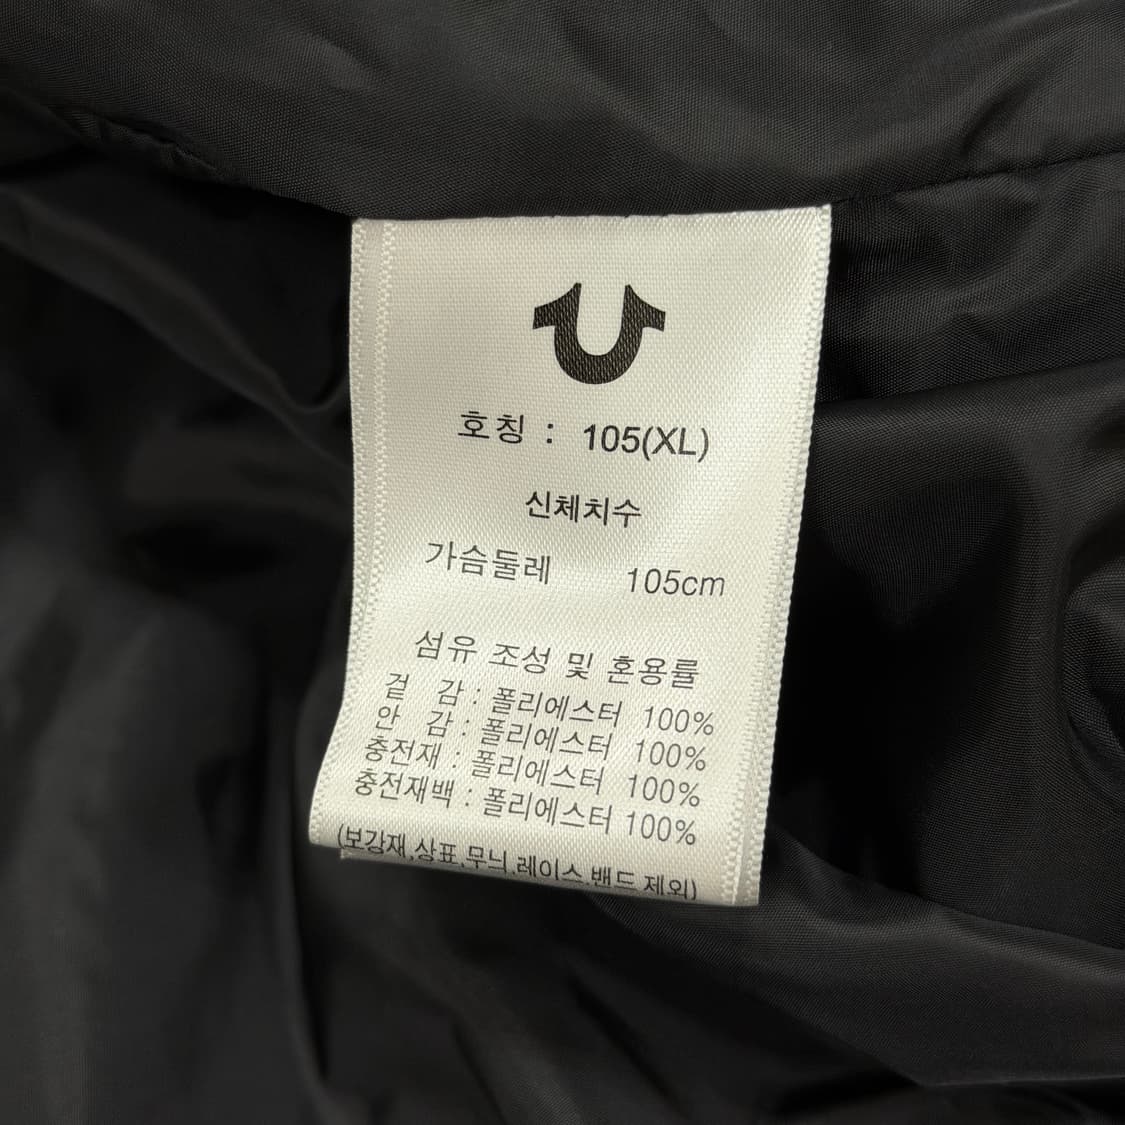 호칭 : 105(XL)
신체치수
가슴둘레 105cm
섬유 조성 및 혼용률
겉 감 : 폴리에스터 100%
안 감 : 폴리에스터 100%
충전재 : 폴리에스터 100%
충전재백 : 폴리에스터 100%
(보강재,상표,무늬,레이스,밴드 제외)